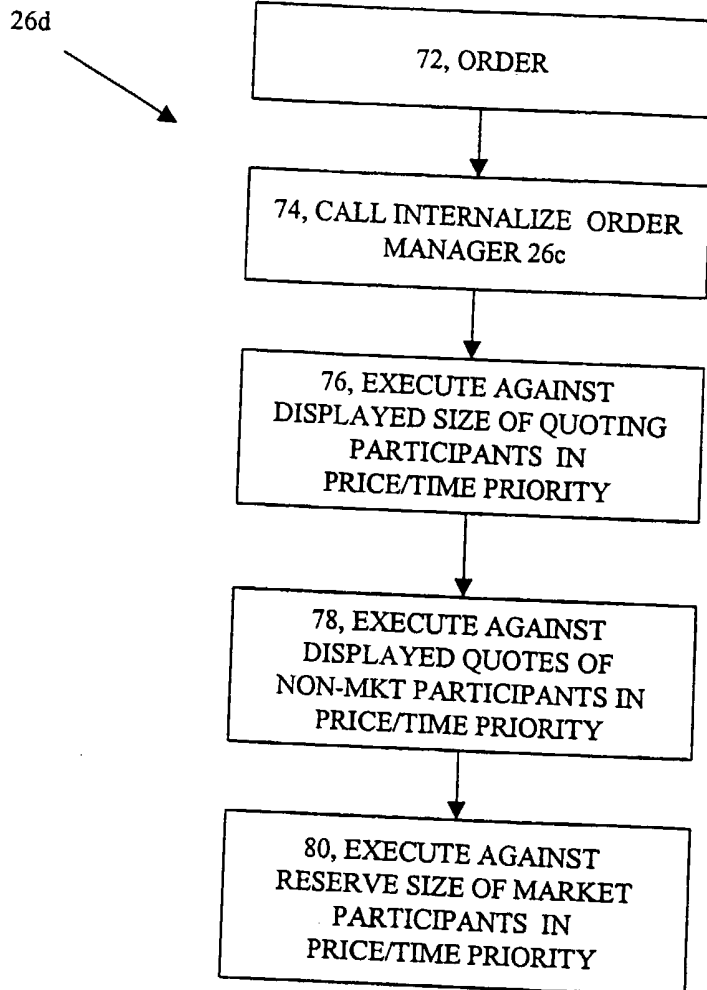 26d
72, ORDER
74, CALL INTERNALIZE ORDER
MANAGER 26c
76, EXECUTE AGAINST
DISPLAYED SIZE OF QUOTING
PARTICIPANTS IN
PRICE/TIME PRIORITY
78, EXECUTE AGAINST
DISPLAYED QUOTES OF
NON-MKT PARTICIPANTS IN
PRICE/TIME PRIORITY
80, EXECUTE AGAINST
RESERVE SIZE OF MARKET
PARTICIPANTS IN
PRICE/TIME PRIORITY